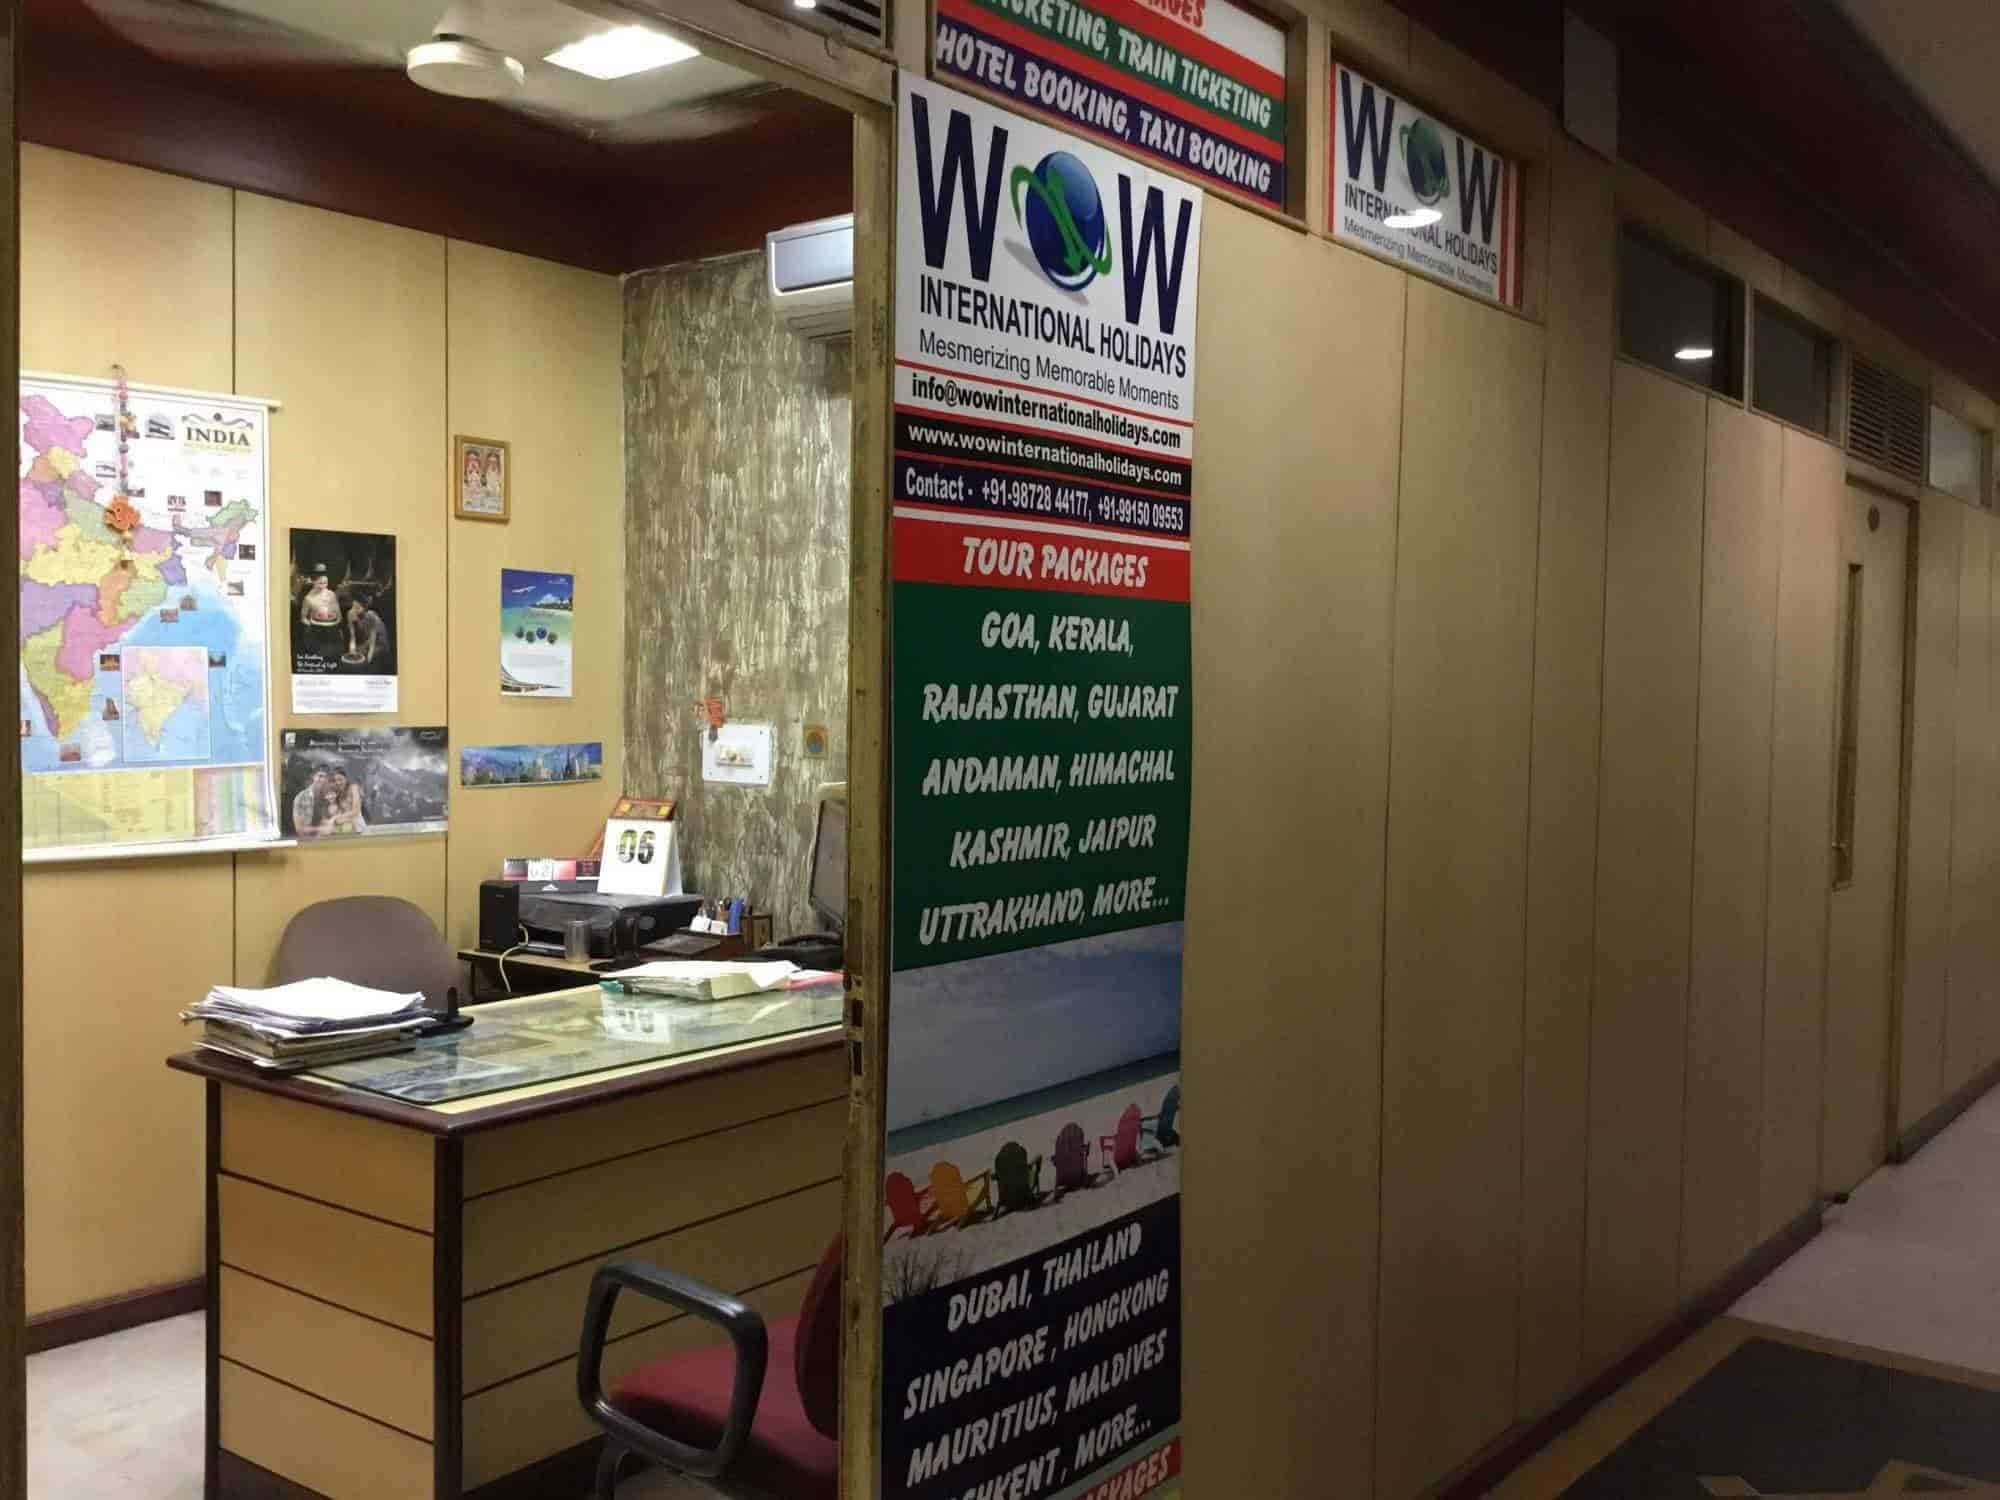 TICKETING, TRAIN TICKETING
HOTEL BOOKING, TAXI BOOKING
WOW
INTERNATIONAL HOLIDAYS
Mesmerizing Memorable Moments
info@wowinternationalholidays.com
www.wowinternationalholidays.com
Contact - +91-98728 44177, +91-99150 09553
TOUR PACKAGES
GOA, KERALA,
RAJASTHAN, GUJARAT
ANDAMAN, HIMACHAL
KASHMIR, JAIPUR
UTTRAKHAND, MORE...
DUBAI, THAILAND
SINGAPORE, HONGKONG
MAURITIUS, MALDIVES
MORE...
WOW
INTERNATIONAL HOLIDAYS
Mesmerizing Memorable Moments
INDIA
06